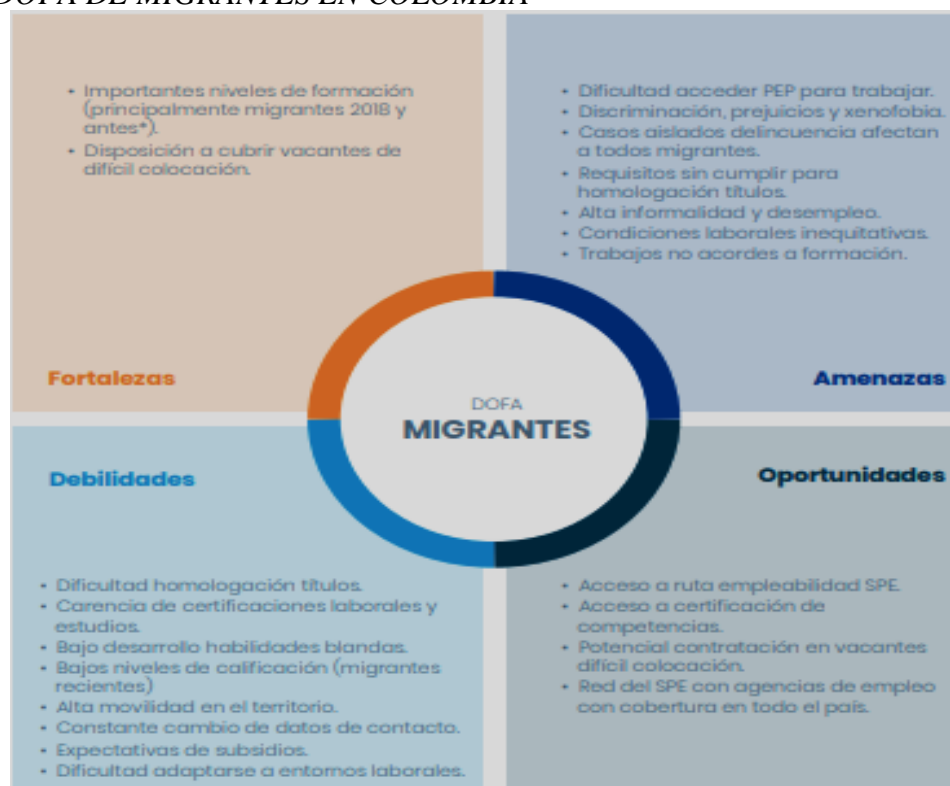 DOFA DE MIGRANTES EN COLOMBIA
• Importantes niveles de formación
(principalmente migrantes 2018 y
antes*).
• Disposición a cubrir vacantes de
difícil colocación.
Fortalezas
• Dificultad acceder PEP para trabajar.
• Discriminación, prejuicios y xenofobia.
• Casos aislados delincuencia afectan
a todos migrantes.
• Requisitos sin cumplir para
homologación títulos.
• Alta informalidad y desempleo.
• Condiciones laborales inequitativas.
• Trabajos no acordes a formación.
Amenazas
DOFA
MIGRANTES
Debilidades
• Dificultad homologación títulos.
• Carencia de certificaciones laborales y
estudios.
• Bajo desarrollo habilidades blandas.
• Bajos niveles de calificación (migrantes
recientes)
• Alta movilidad en el territorio.
• Constante cambio de datos de contacto.
• Expectativas de subsidios.
• Dificultad adaptarse a entornos laborales.
Oportunidades
• Acceso a ruta empleabilidad SPE.
• Acceso a certificación de
competencias.
• Potencial contratación en vacantes
difícil colocación.
• Red del SPE con agencias de empleo
con cobertura en todo el país.